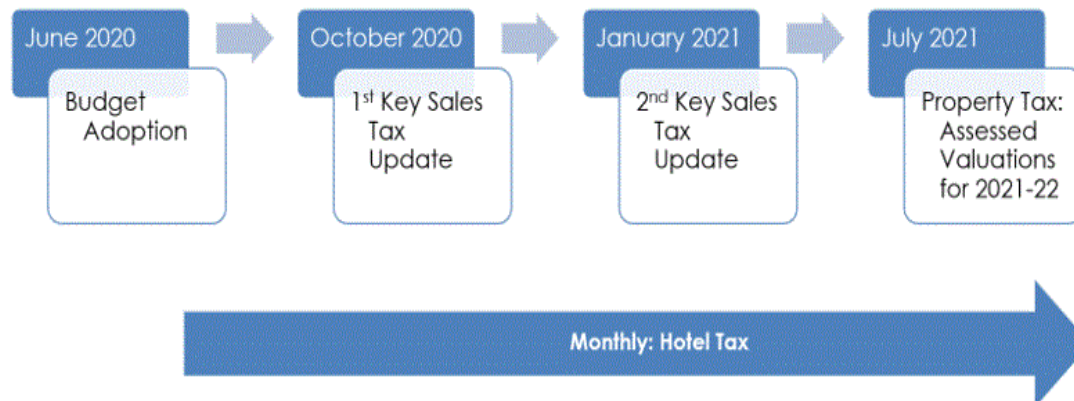 June 2020
Budget
Adoption
October 2020
1st Key Sales
Tax
Update
January 2021
2nd Key Sales
Tax
Update
July 2021
Property Tax:
Assessed
Valuations
for 2021-22
Monthly: Hotel Tax